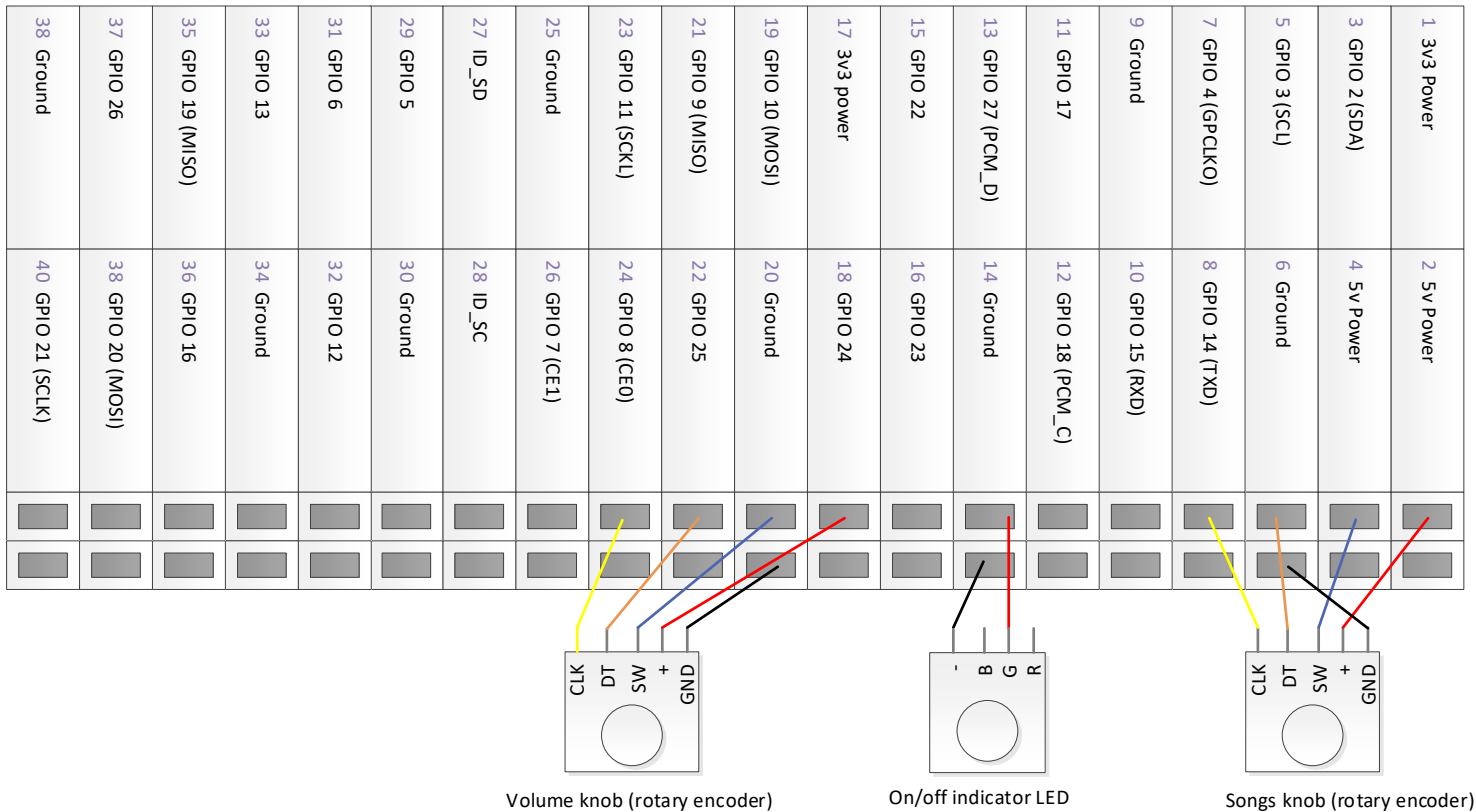 38 Ground
37 GPIO 26
35 GPIO 19 (MISO)
33 GPIO 13
31 GPIO 6
29 GPIO 5
27 ID_SD
25 Ground
23 GPIO 11 (SCKL)
21 GPIO 9 (MISO)
19 GPIO 10 (MOSI)
17 3v3 power
15 GPIO 22
13 GPIO 27 (PCM_D)
11 GPIO 17
9 Ground
7 GPIO 4 (GPCLKO)
5 GPIO 3 (SCL)
3 GPIO 2 (SDA)
1 3v3 Power
40 GPIO 21 (SCLK)
38 GPIO 20 (MOSI)
36 GPIO 16
34 Ground
32 GPIO 12
30 Ground
28 ID_SC
26 GPIO 7 (CE1)
24 GPIO 8 (CE0)
22 GPIO 25
20 Ground
18 GPIO 24
16 GPIO 23
14 Ground
12 GPIO 18 (PCM_C)
10 GPIO 15 (RXD)
8 GPIO 14 (TXD)
6 Ground
4 5v Power
2 5v Power
CLK
DT
SW
+
GND
-
B
G
R
CLK
DT
SW
+
GND
Volume knob (rotary encoder)
On/off indicator LED
Songs knob (rotary encoder)